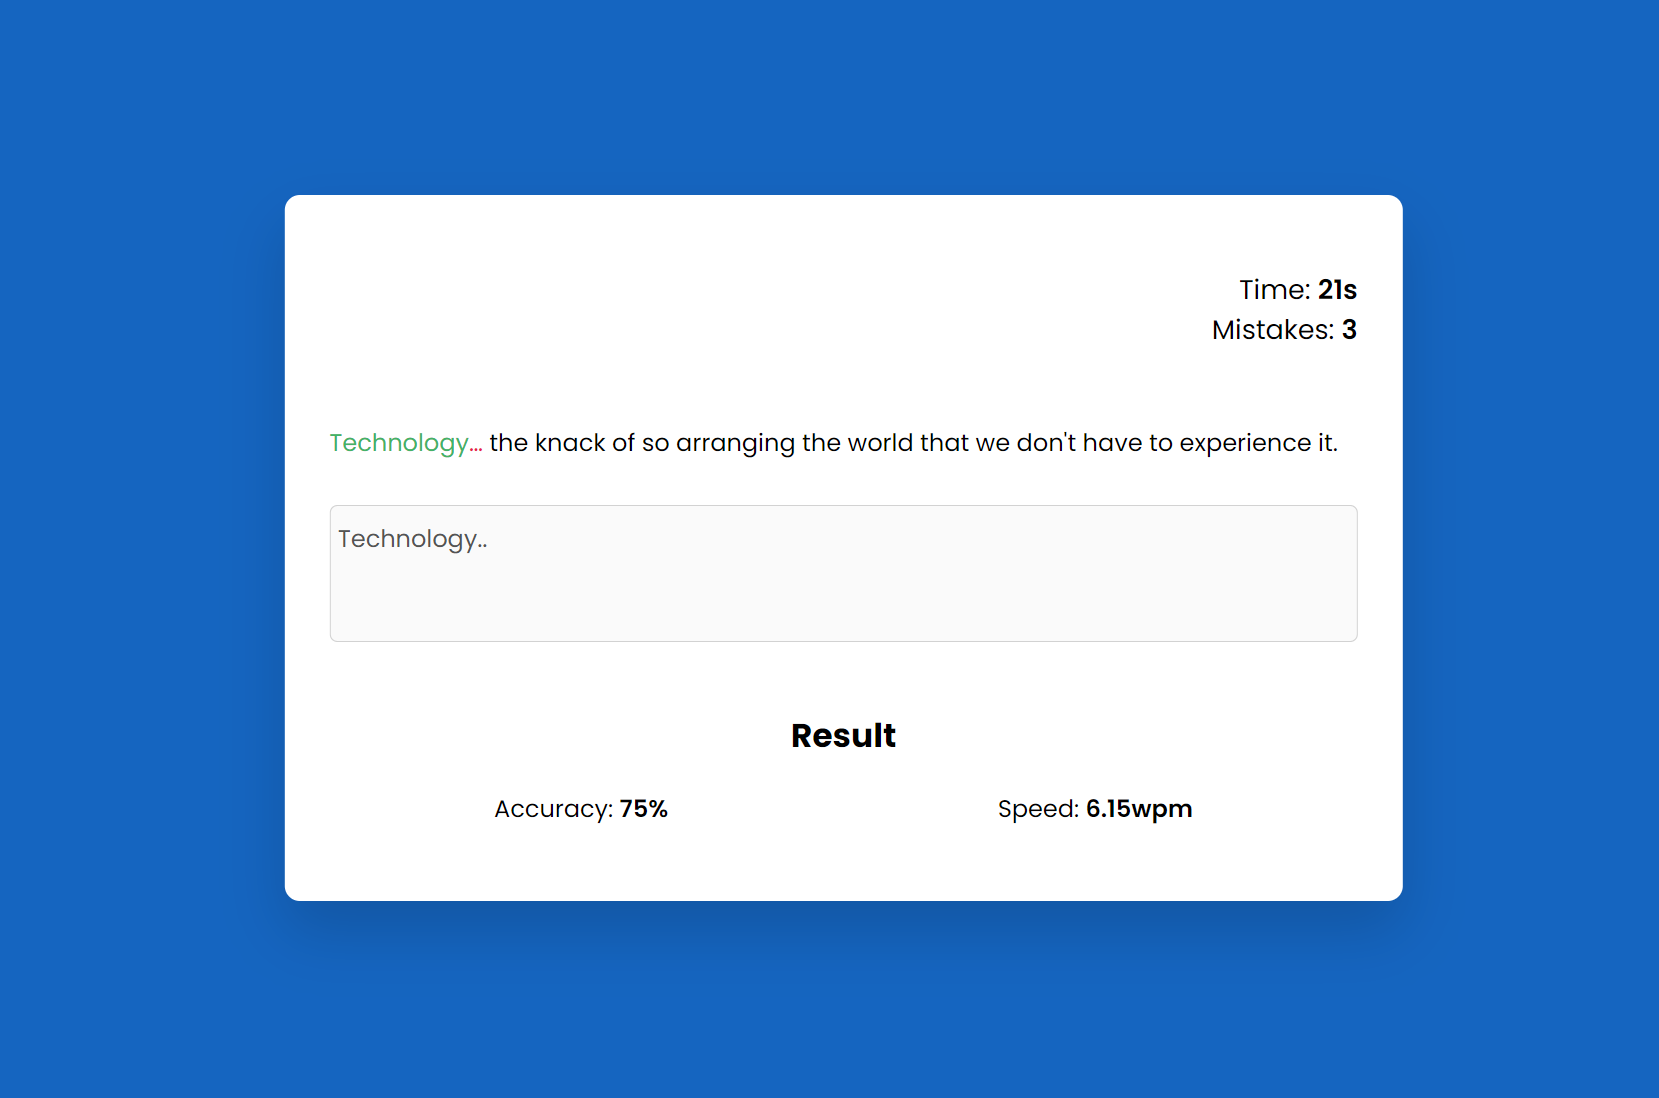 Time: 21s
Mistakes: 3
Technology... the knack of so arranging the world that we don't have to experience it.
Technology..
Result
Accuracy: 75%
Speed: 6.15wpm